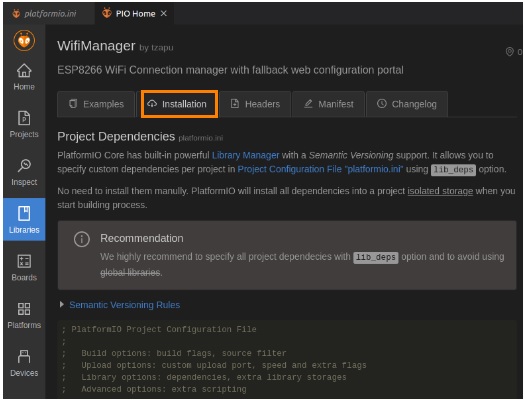 platformio.ini
PIO Home
WifiManager by tzapu
0
ESP8266 WiFi Connection manager with fallback web configuration portal
Home
Examples
Installation
Headers
Manifest
Changelog
Projects
Project Dependencies platformio.ini
PlatformIO Core has built-in powerful Library Manager with a Semantic Versioning support. It allows you to
specify custom dependencies per project in Project Configuration File "platformio.ini" using lib_deps option.
Inspect
No need to install them manully. PlatformIO will install all dependencies into a project isolated storage when you
start building process.
Libraries
Recommendation
We highly recommend to specify all project dependecies with lib_deps option and to avoid using
global libraries.
Boards
Semantic Versioning Rules
Platforms
; PlatformIO Project Configuration File
;
;   Build options: build flags, source filter
;   Upload options: custom upload port, speed and extra flags
;   Library options: dependencies, extra library storages
;   Advanced options: extra scripting
Devices